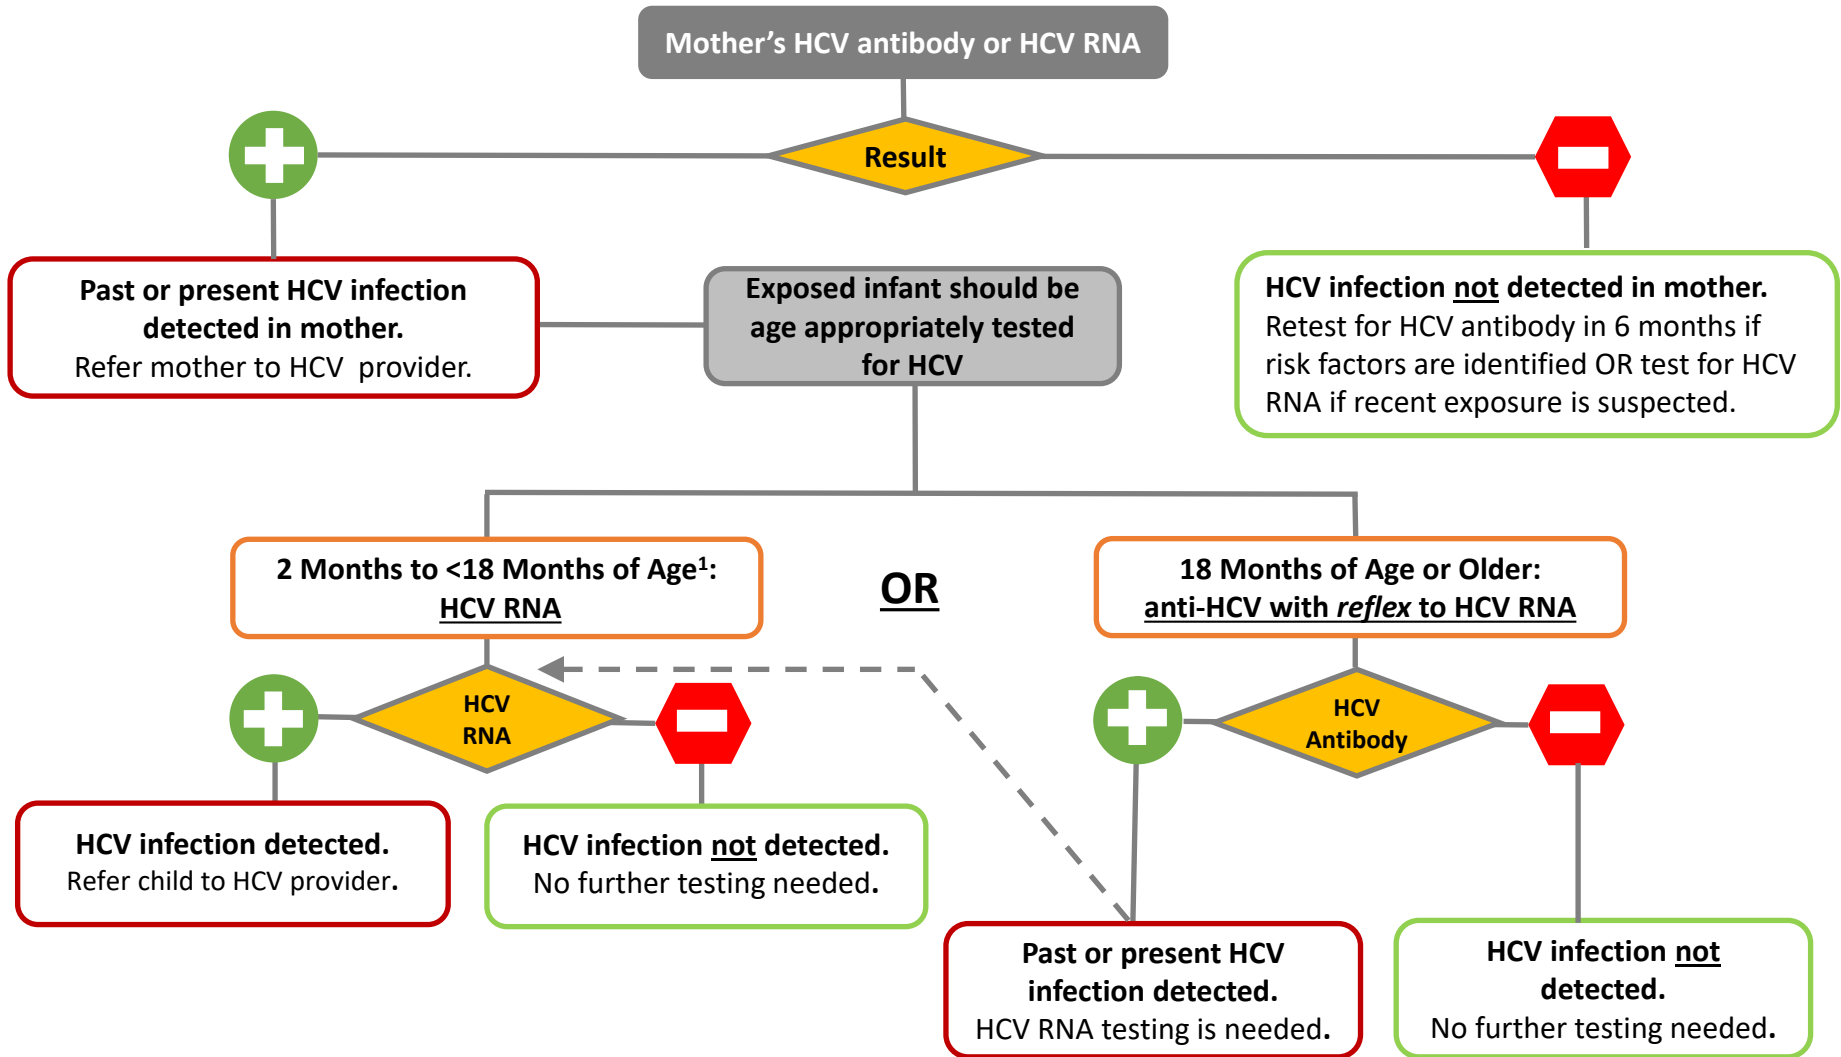 Mother’s HCV antibody or HCV RNA
Result
Past or present HCV infection
detected in mother.
Refer mother to HCV  provider.
Exposed infant should be
age appropriately tested
for HCV
HCV infection not detected in mother.
Retest for HCV antibody in 6 months if
risk factors are identified OR test for HCV
RNA if recent exposure is suspected.
2 Months to <18 Months of Age¹:
HCV RNA
OR
18 Months of Age or Older:
anti-HCV with reflex to HCV RNA
HCV
RNA
HCV
Antibody
HCV infection detected.
Refer child to HCV provider.
HCV infection not detected.
No further testing needed.
Past or present HCV
infection detected.
HCV RNA testing is needed.
HCV infection not
detected.
No further testing needed.